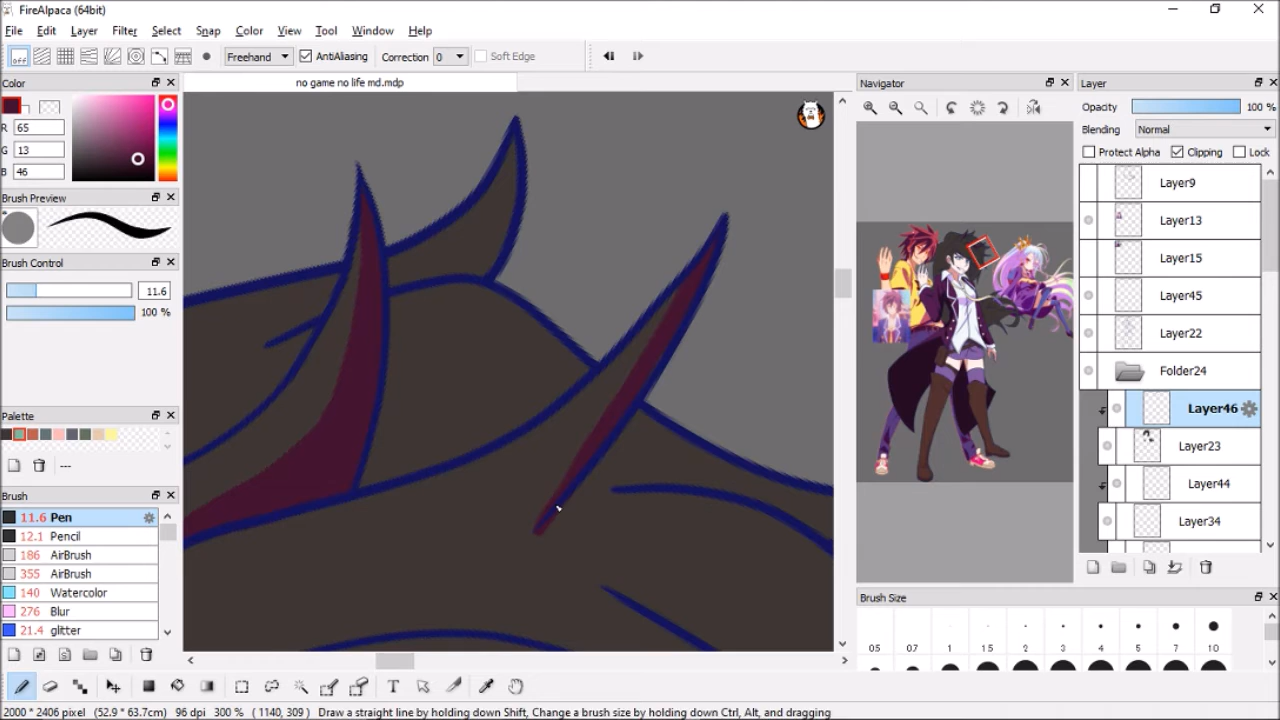 FireAlpaca (64bit)
File Edit Layer Filter Select Snap Color View Tool Window Help
OFF Freehand AntiAliasing Correction 0 Soft Edge
Color
no game no life md.mdp
Navigator
Layer
R 65
G 13
B 46
Opacity 100 %
Blending Normal
Protect Alpha Clipping Lock
Brush Preview
Brush Control
11.6
100 %
Palette
---
Brush
11.6 Pen
12.1 Pencil
186 AirBrush
355 AirBrush
140 Watercolor
276 Blur
21.4 glitter
Layer9
Layer13
Layer15
Layer45
Layer22
Folder24
Layer46
Layer23
Layer44
Layer34
Brush Size
0.5 0.7 1 1.5 2 3 4 5 7 10
T
2000 * 2406 pixel (52.9 * 63.7cm) 96 dpi 300 % ( 1140, 309 ) Draw a straight line by holding down Shift, Change a brush size by holding down Ctrl, Alt, and dragging